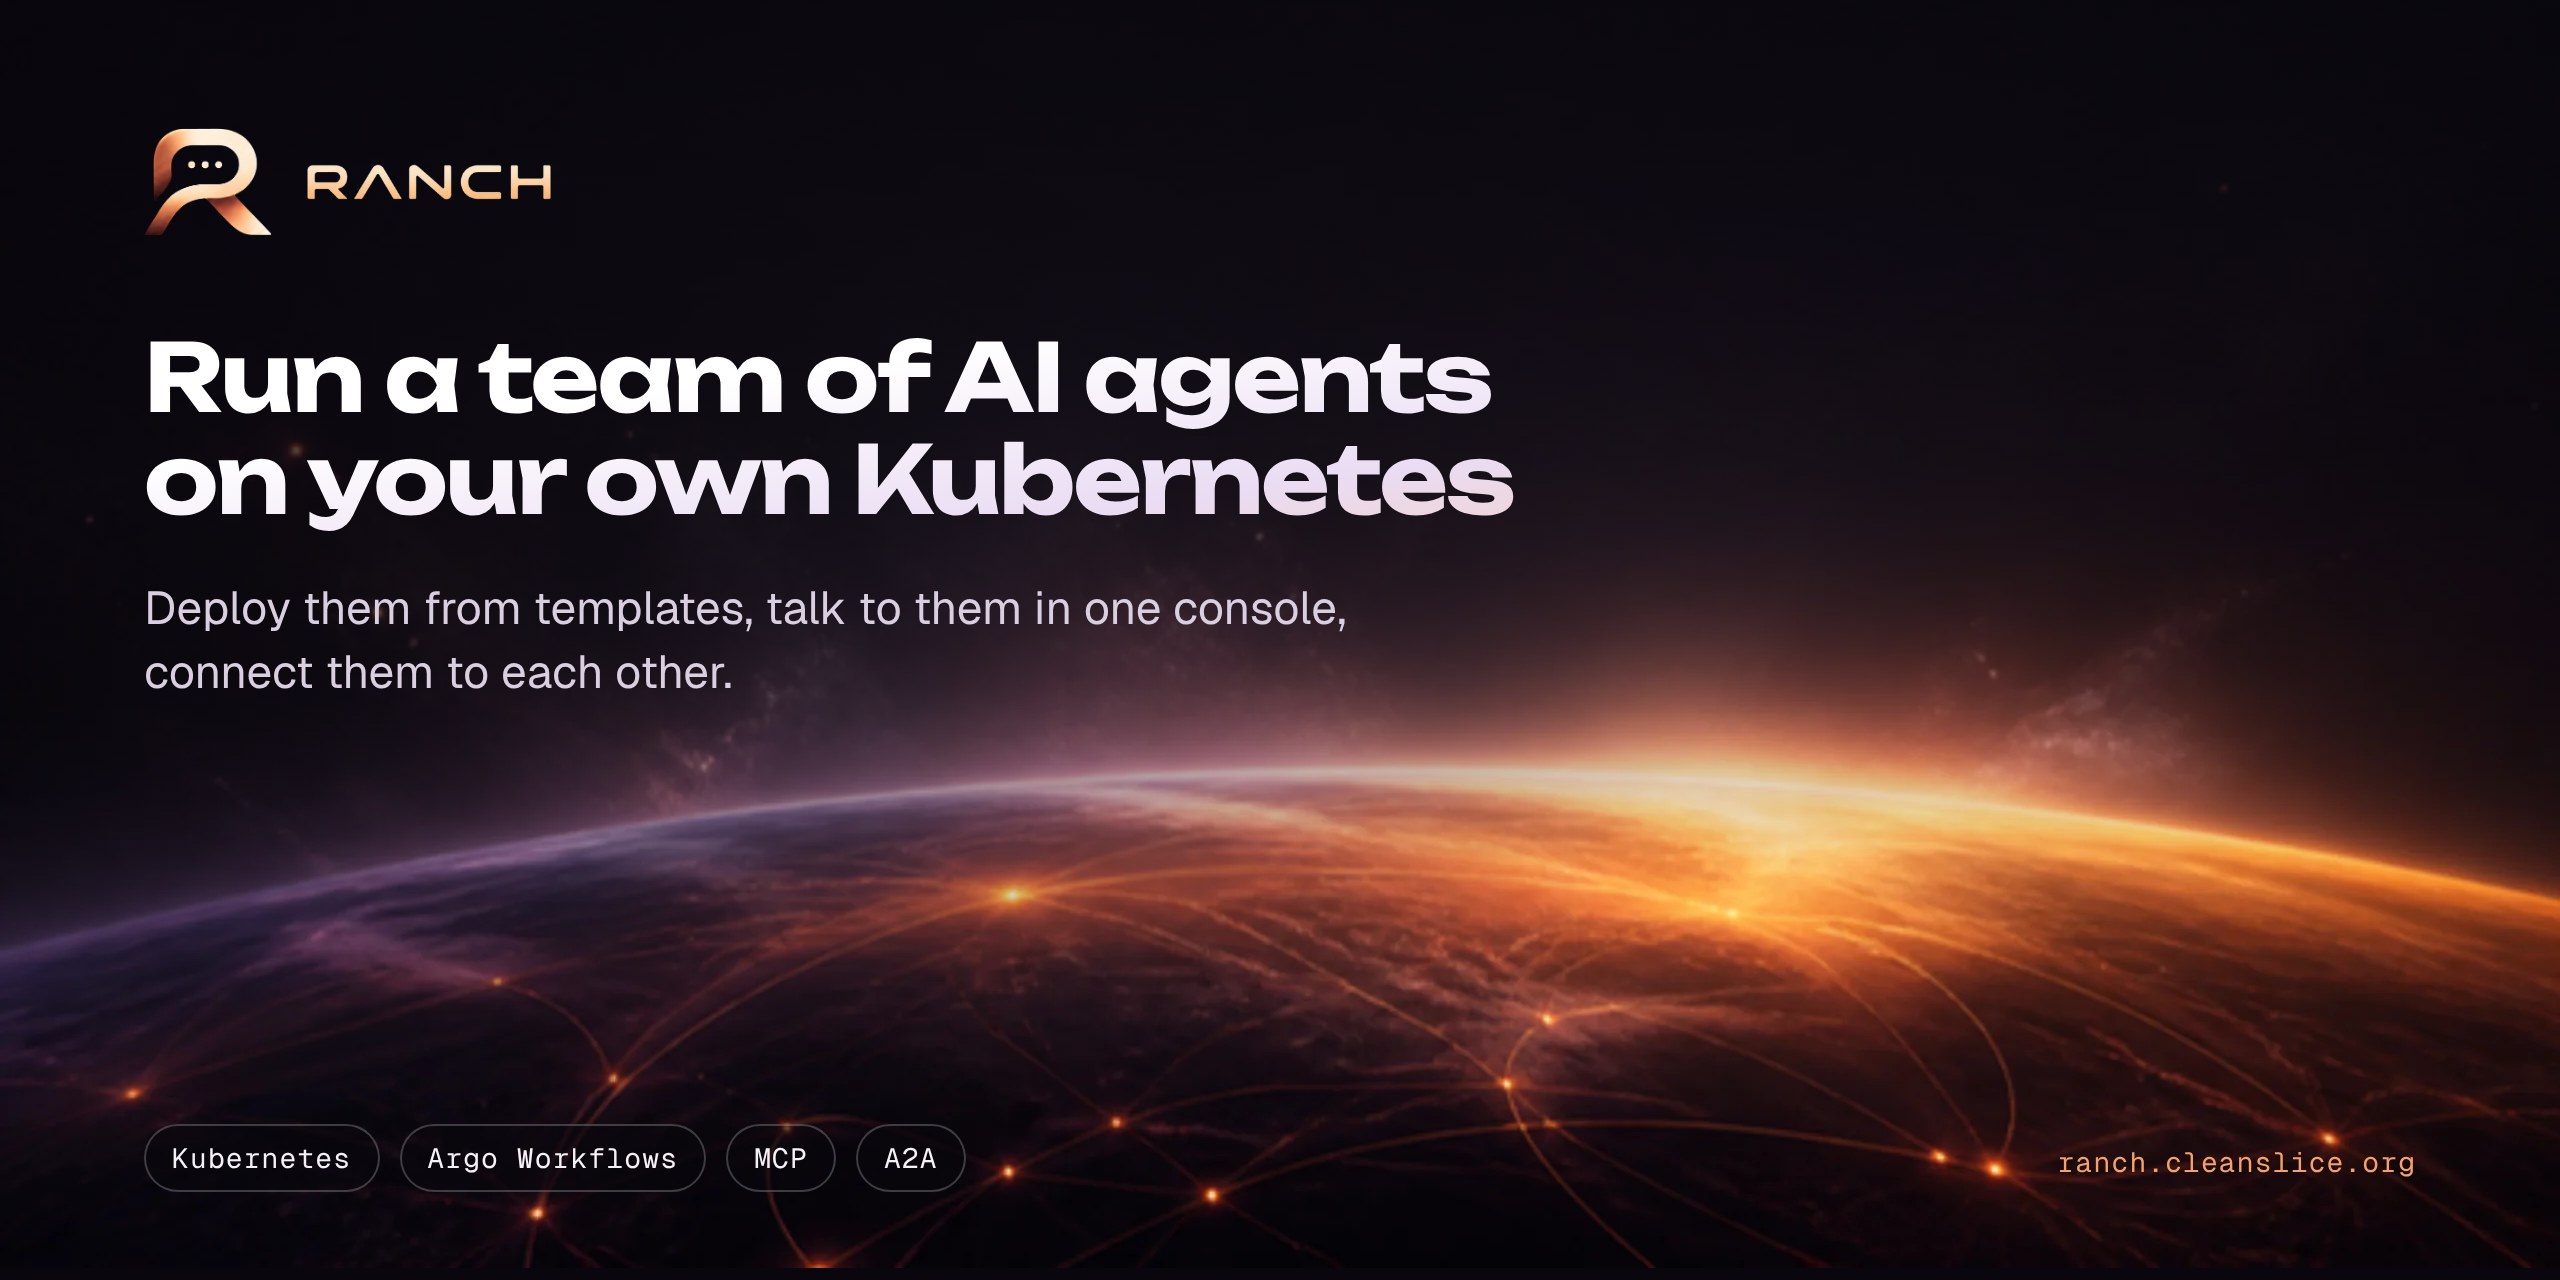 RANCH
Run a team of AI agents
on your own Kubernetes
Deploy them from templates, talk to them in one console,
connect them to each other.
Kubernetes
Argo Workflows
MCP
A2A
ranch.cleanslice.org